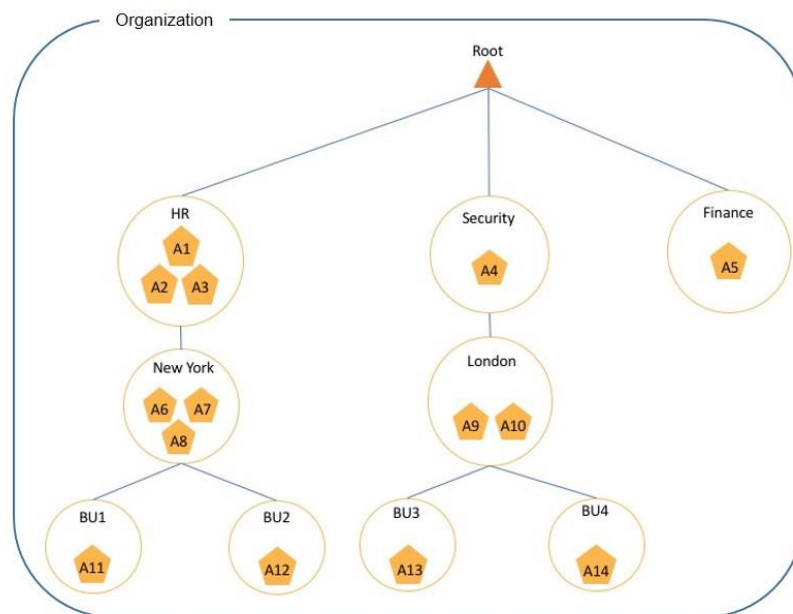 Organization
Root
HR
A1
A2 A3
Security
A4
Finance
A5
New York
A6 A7
A8
London
A9 A10
BU1
A11
BU2
A12
BU3
A13
BU4
A14